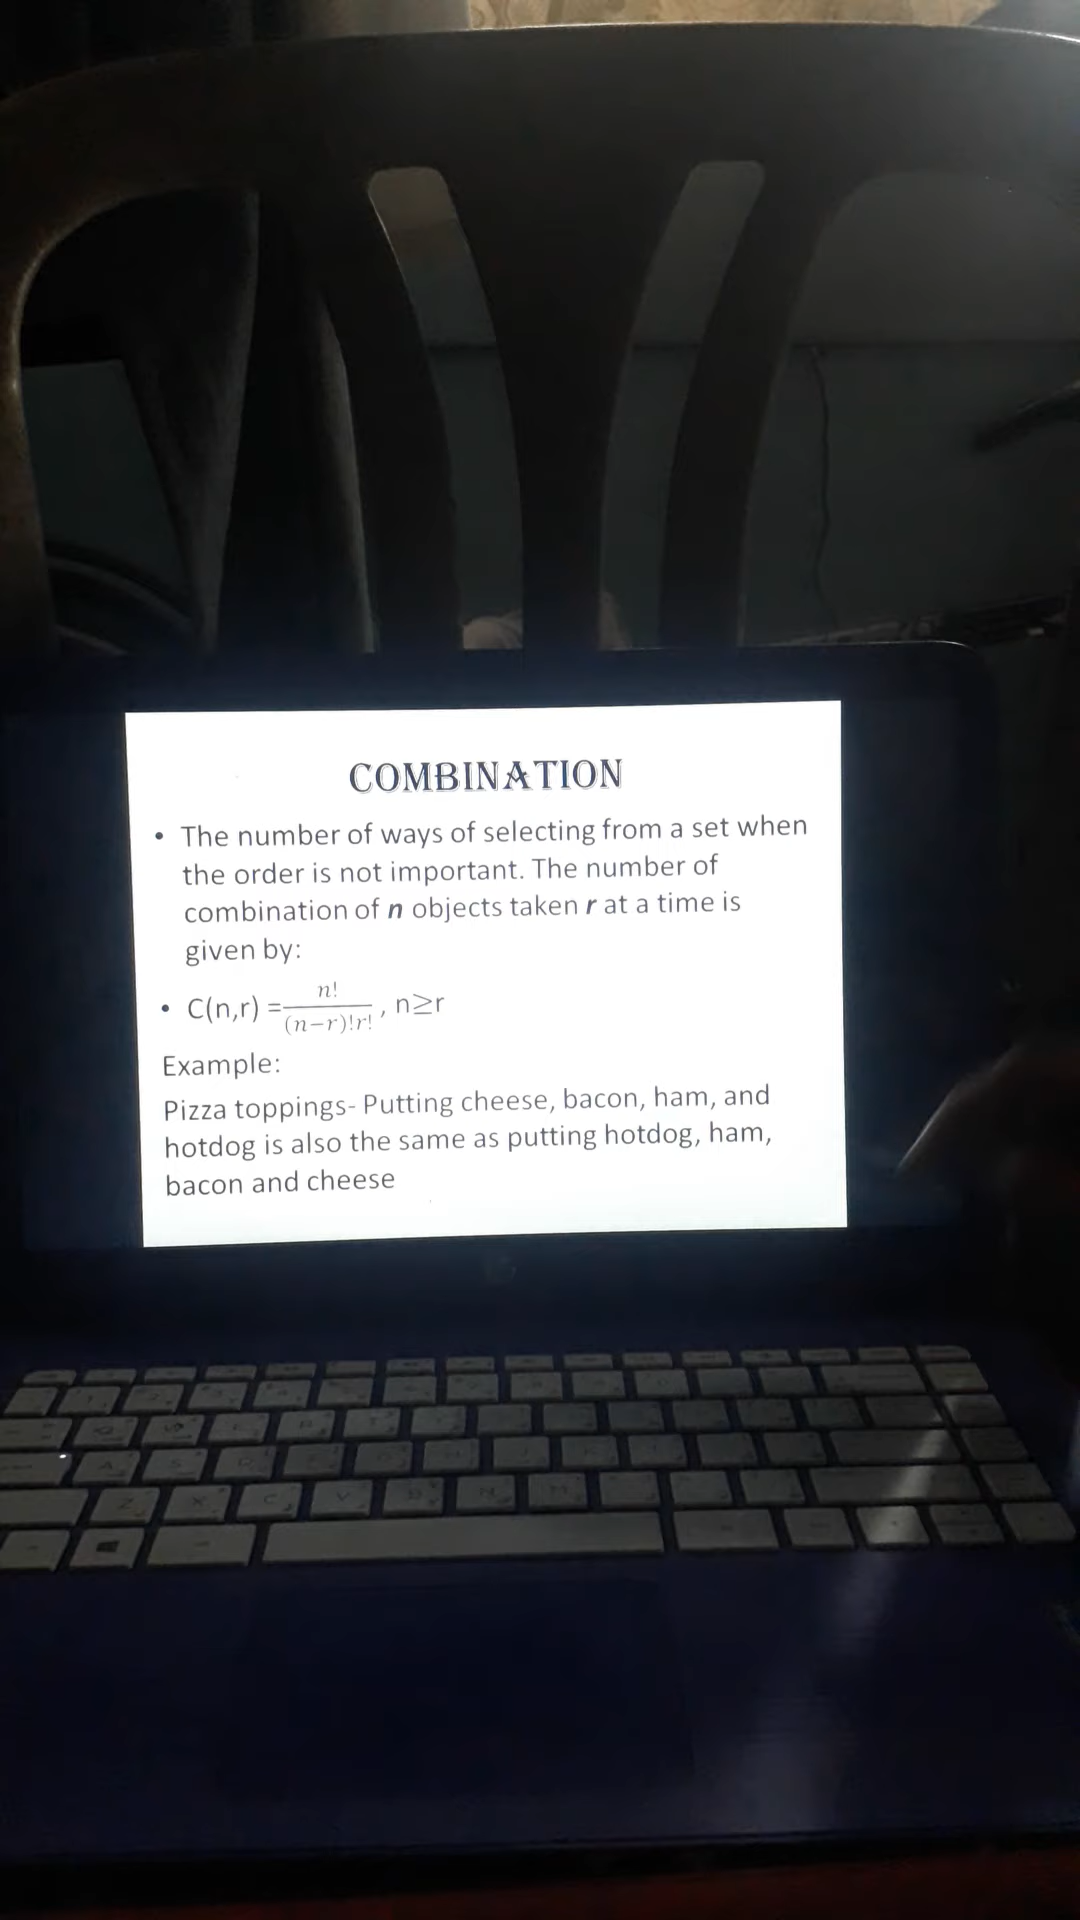 COMBINATION
• The number of ways of selecting from a set when
the order is not important. The number of
combination of n objects taken r at a time is
given by:
• C(n,r) = n!/(n−r)!r! , n≥r
Example:
Pizza toppings- Putting cheese, bacon, ham, and
hotdog is also the same as putting hotdog, ham,
bacon and cheese